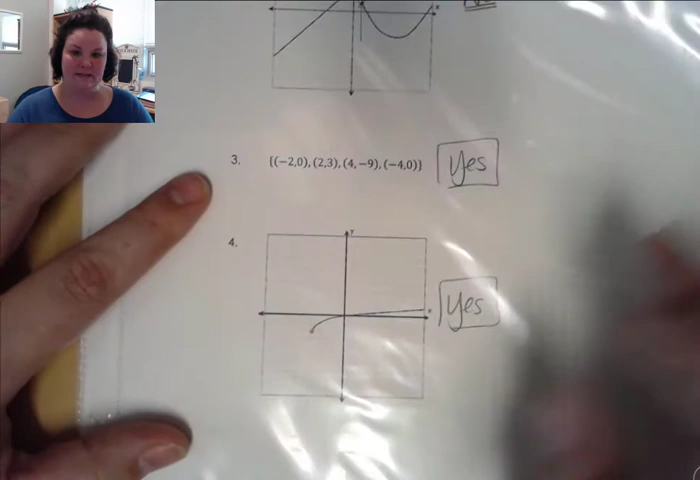 3. {(−2,0), (2,3), (4, −9), (−4,0)} Yes
4.
Y
x
Yes